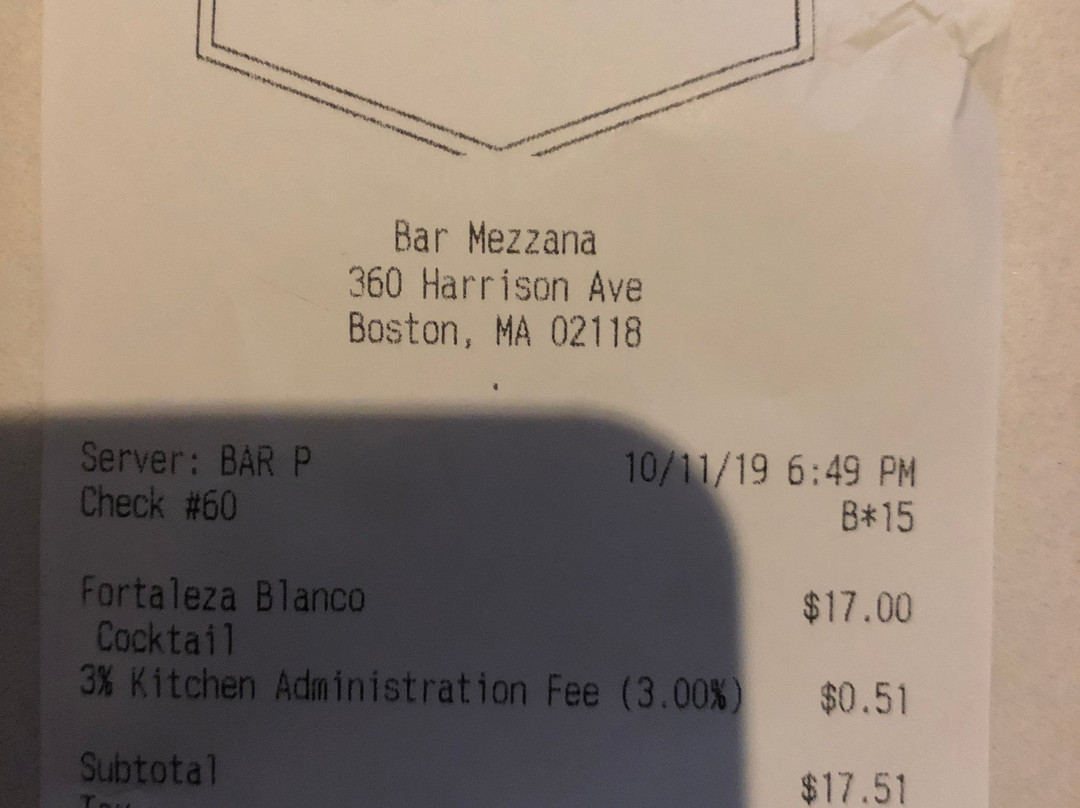 Bar Mezzana
360 Harrison Ave
Boston, MA 02118
.
Server: BAR P 10/11/19 6:49 PM
Check #60 B*15
Fortaleza Blanco $17.00
Cocktail
3% Kitchen Administration Fee (3.00%) $0.51
Subtotal $17.51
Tax